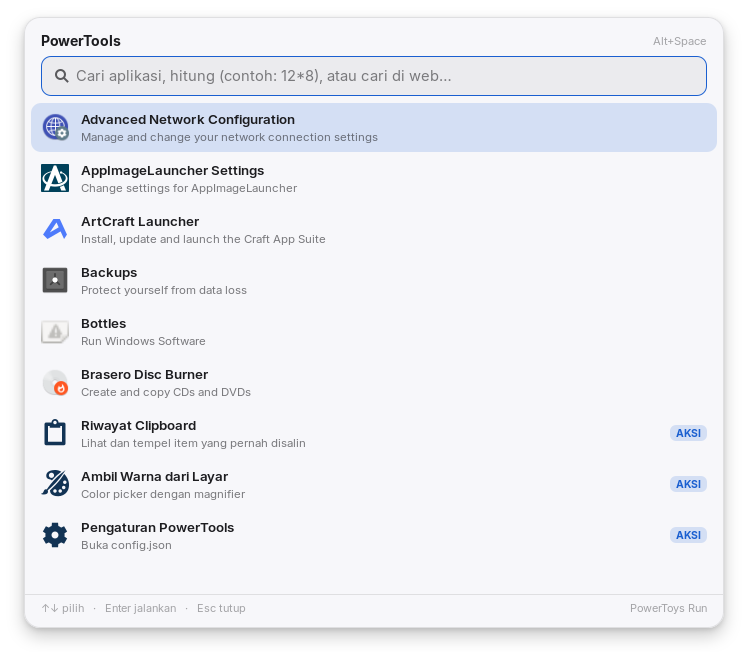 PowerTools
Alt+Space
Cari aplikasi, hitung (contoh: 12*8), atau cari di web...
Advanced Network Configuration
Manage and change your network connection settings
AppImageLauncher Settings
Change settings for AppImageLauncher
ArtCraft Launcher
Install, update and launch the Craft App Suite
Backups
Protect yourself from data loss
Bottles
Run Windows Software
Brasero Disc Burner
Create and copy CDs and DVDs
Riwayat Clipboard
Lihat dan tempel item yang pernah disalin
AKSI
Ambil Warna dari Layar
Color picker dengan magnifier
AKSI
Pengaturan PowerTools
Buka config.json
AKSI
↑↓ pilih · Enter jalankan · Esc tutup
PowerToys Run